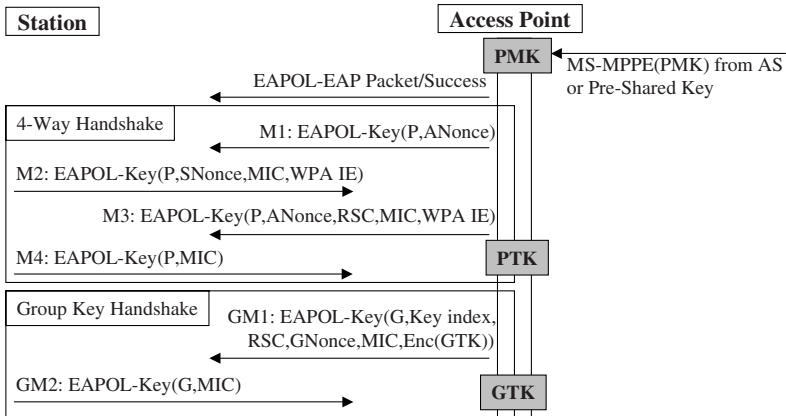 Station
Access Point
PMK
MS-MPPE(PMK) from AS
or Pre-Shared Key
EAPOL-EAP Packet/Success
4-Way Handshake
M1: EAPOL-Key(P,ANonce)
M2: EAPOL-Key(P,SNonce,MIC,WPA IE)
M3: EAPOL-Key(P,ANonce,RSC,MIC,WPA IE)
M4: EAPOL-Key(P,MIC)
PTK
Group Key Handshake
GM1: EAPOL-Key(G,Key index,
RSC,GNonce,MIC,Enc(GTK))
GM2: EAPOL-Key(G,MIC)
GTK